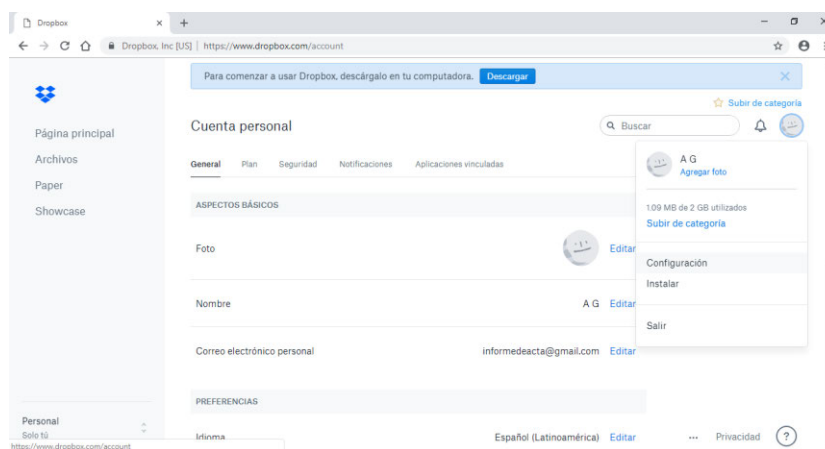 Dropbox
Dropbox, Inc [US] | https://www.dropbox.com/account
Para comenzar a usar Dropbox, descárgalo en tu computadora. Descargar
Subir de categoría
Cuenta personal
Buscar
Página principal
Archivos
Paper
Showcase
General Plan Seguridad Notificaciones Aplicaciones vinculadas
A G
Agregar foto
1.09 MB de 2 GB utilizados
Subir de categoría
Configuración
Instalar
Salir
ASPECTOS BÁSICOS
Foto Editar
Nombre A G Editar
Correo electrónico personal informedeacta@gmail.com Editar
PREFERENCIAS
Idioma Español (Latinoamérica) Editar
Personal
Solo tú
https://www.dropbox.com/account
... Privacidad ?